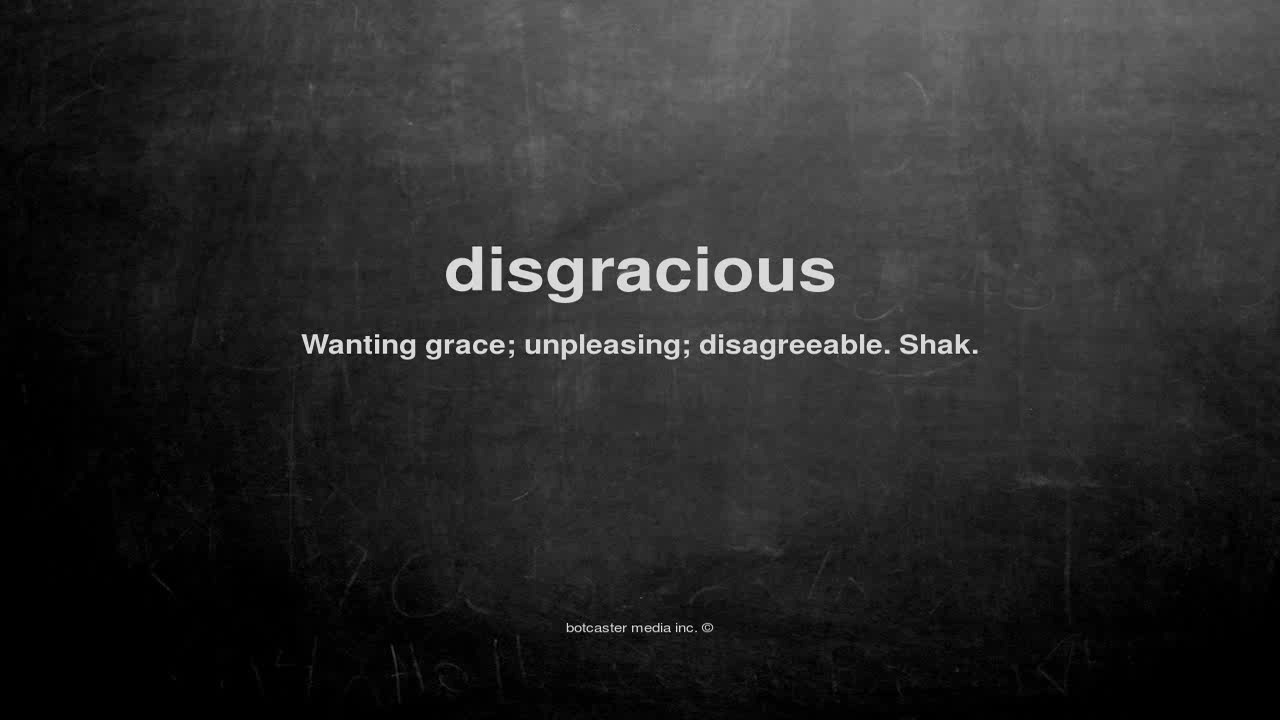 disgracious
Wanting grace; unpleasing; disagreeable. Shak.
botcaster media inc. ©